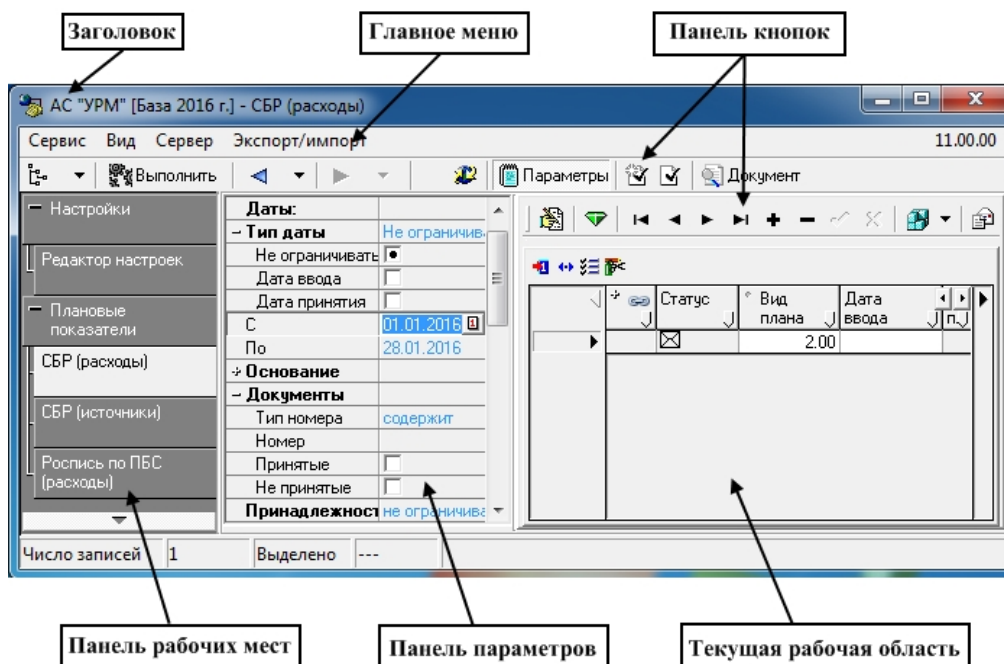 Заголовок
Главное меню
Панель кнопок
АС "УРМ" [База 2016 г.] - СБР (расходы)
Сервис Вид Сервер Экспорт/импорт 11.00.00
Выполнить Параметры Документ
Настройки
Редактор настроек
Плановые
показатели
СБР (расходы)
СБР (источники)
Роспись по ПБС
(расходы)
Даты:
Тип даты Не ограничив
Не ограничивать
Дата ввода
Дата принятия
С 01.01.2016
По 28.01.2016
Основание
Документы
Тип номера содержит
Номер
Принятые
Не принятые
Принадлежност не ограничива
Статус Вид плана Дата ввода п.
2.00
Число записей 1 Выделено ---
Панель рабочих мест
Панель параметров
Текущая рабочая область